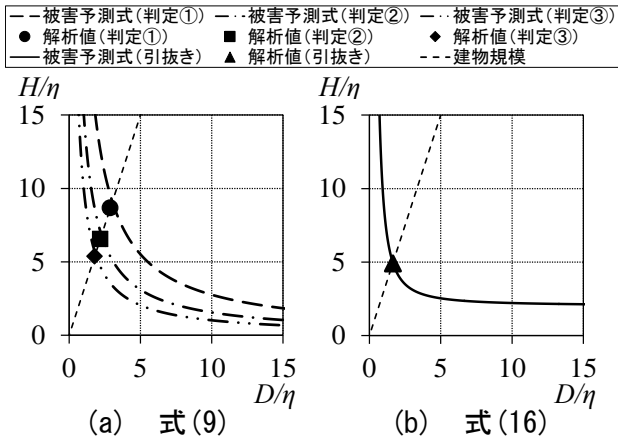 被害予測式(判定①) 被害予測式(判定②) 被害予測式(判定③)
解析値(判定①) 解析値(判定②) 解析値(判定③)
被害予測式(引抜き) 解析値(引抜き) 建物規模
H/η H/η
15 15
10 10
5 5
0 0
0 5 10 15 0 5 10 15
D/η D/η
(a) 式(9) (b) 式(16)